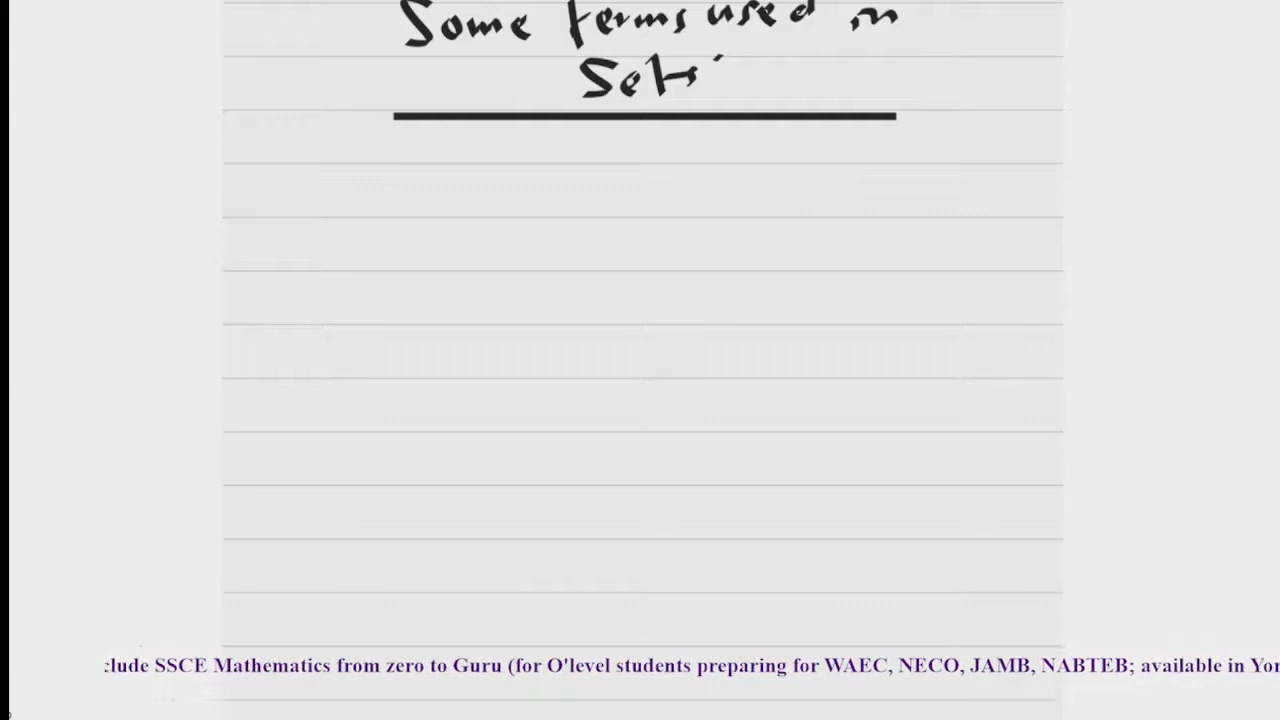 Some terms used in
Sets
clude SSCE Mathematics from zero to Guru (for O'level students preparing for WAEC, NECO, JAMB, NABTEB; available in Yor